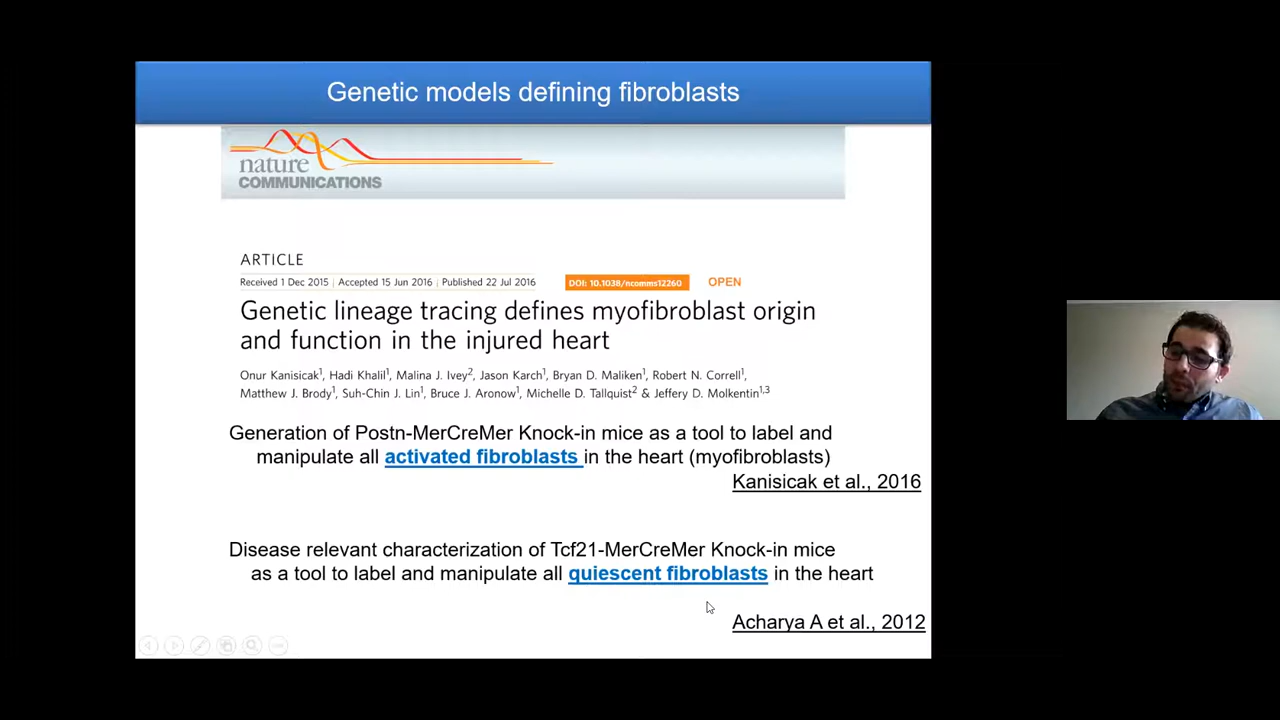 Genetic models defining fibroblasts
nature
COMMUNICATIONS
ARTICLE
Received 1 Dec 2015 | Accepted 15 Jun 2016 | Published 22 Jul 2016
DOI: 10.1038/ncomms12260
OPEN
Genetic lineage tracing defines myofibroblast origin
and function in the injured heart
Onur Kanisicak¹, Hadi Khalil¹, Malina J. Ivey², Jason Karch¹, Bryan D. Maliken¹, Robert N. Correll¹,
Matthew J. Brody¹, Suh-Chin J. Lin¹, Bruce J. Aronow¹, Michelle D. Tallquist² & Jeffery D. Molkentin¹,³
Generation of Postn-MerCreMer Knock-in mice as a tool to label and
manipulate all activated fibroblasts in the heart (myofibroblasts)
Kanisicak et al., 2016
Disease relevant characterization of Tcf21-MerCreMer Knock-in mice
as a tool to label and manipulate all quiescent fibroblasts in the heart
Acharya A et al., 2012